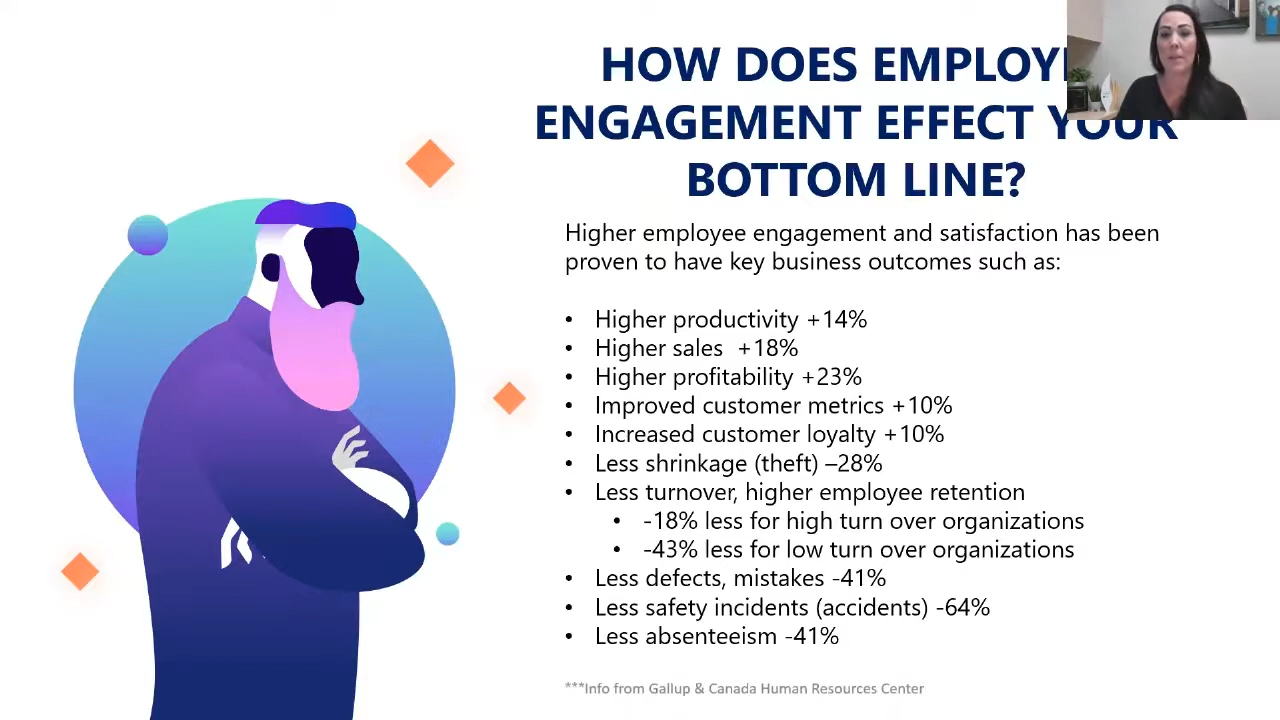 HOW DOES EMPLOY
ENGAGEMENT EFFECT YOUR
BOTTOM LINE?
Higher employee engagement and satisfaction has been
proven to have key business outcomes such as:
• Higher productivity +14%
• Higher sales  +18%
• Higher profitability +23%
• Improved customer metrics +10%
• Increased customer loyalty +10%
• Less shrinkage (theft) –28%
• Less turnover, higher employee retention
• -18% less for high turn over organizations
• -43% less for low turn over organizations
• Less defects, mistakes -41%
• Less safety incidents (accidents) -64%
• Less absenteeism -41%
***Info from Gallup & Canada Human Resources Center